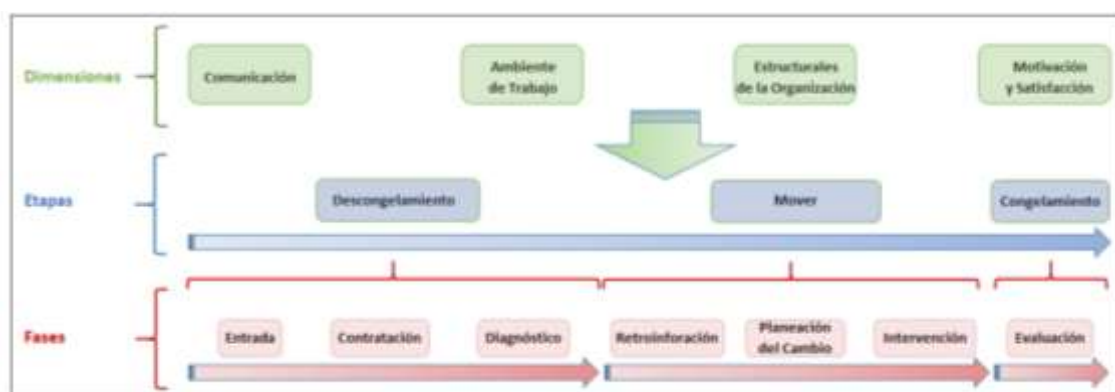 Dimensiones
Comunicación
Ambiente
de Trabajo
Estructurales
de la Organización
Motivación
y Satisfacción
Etapas
Descongelamiento
Mover
Congelamiento
Fases
Entrada
Contratación
Diagnóstico
Retroinforación
Planeación
del Cambio
Intervención
Evaluación